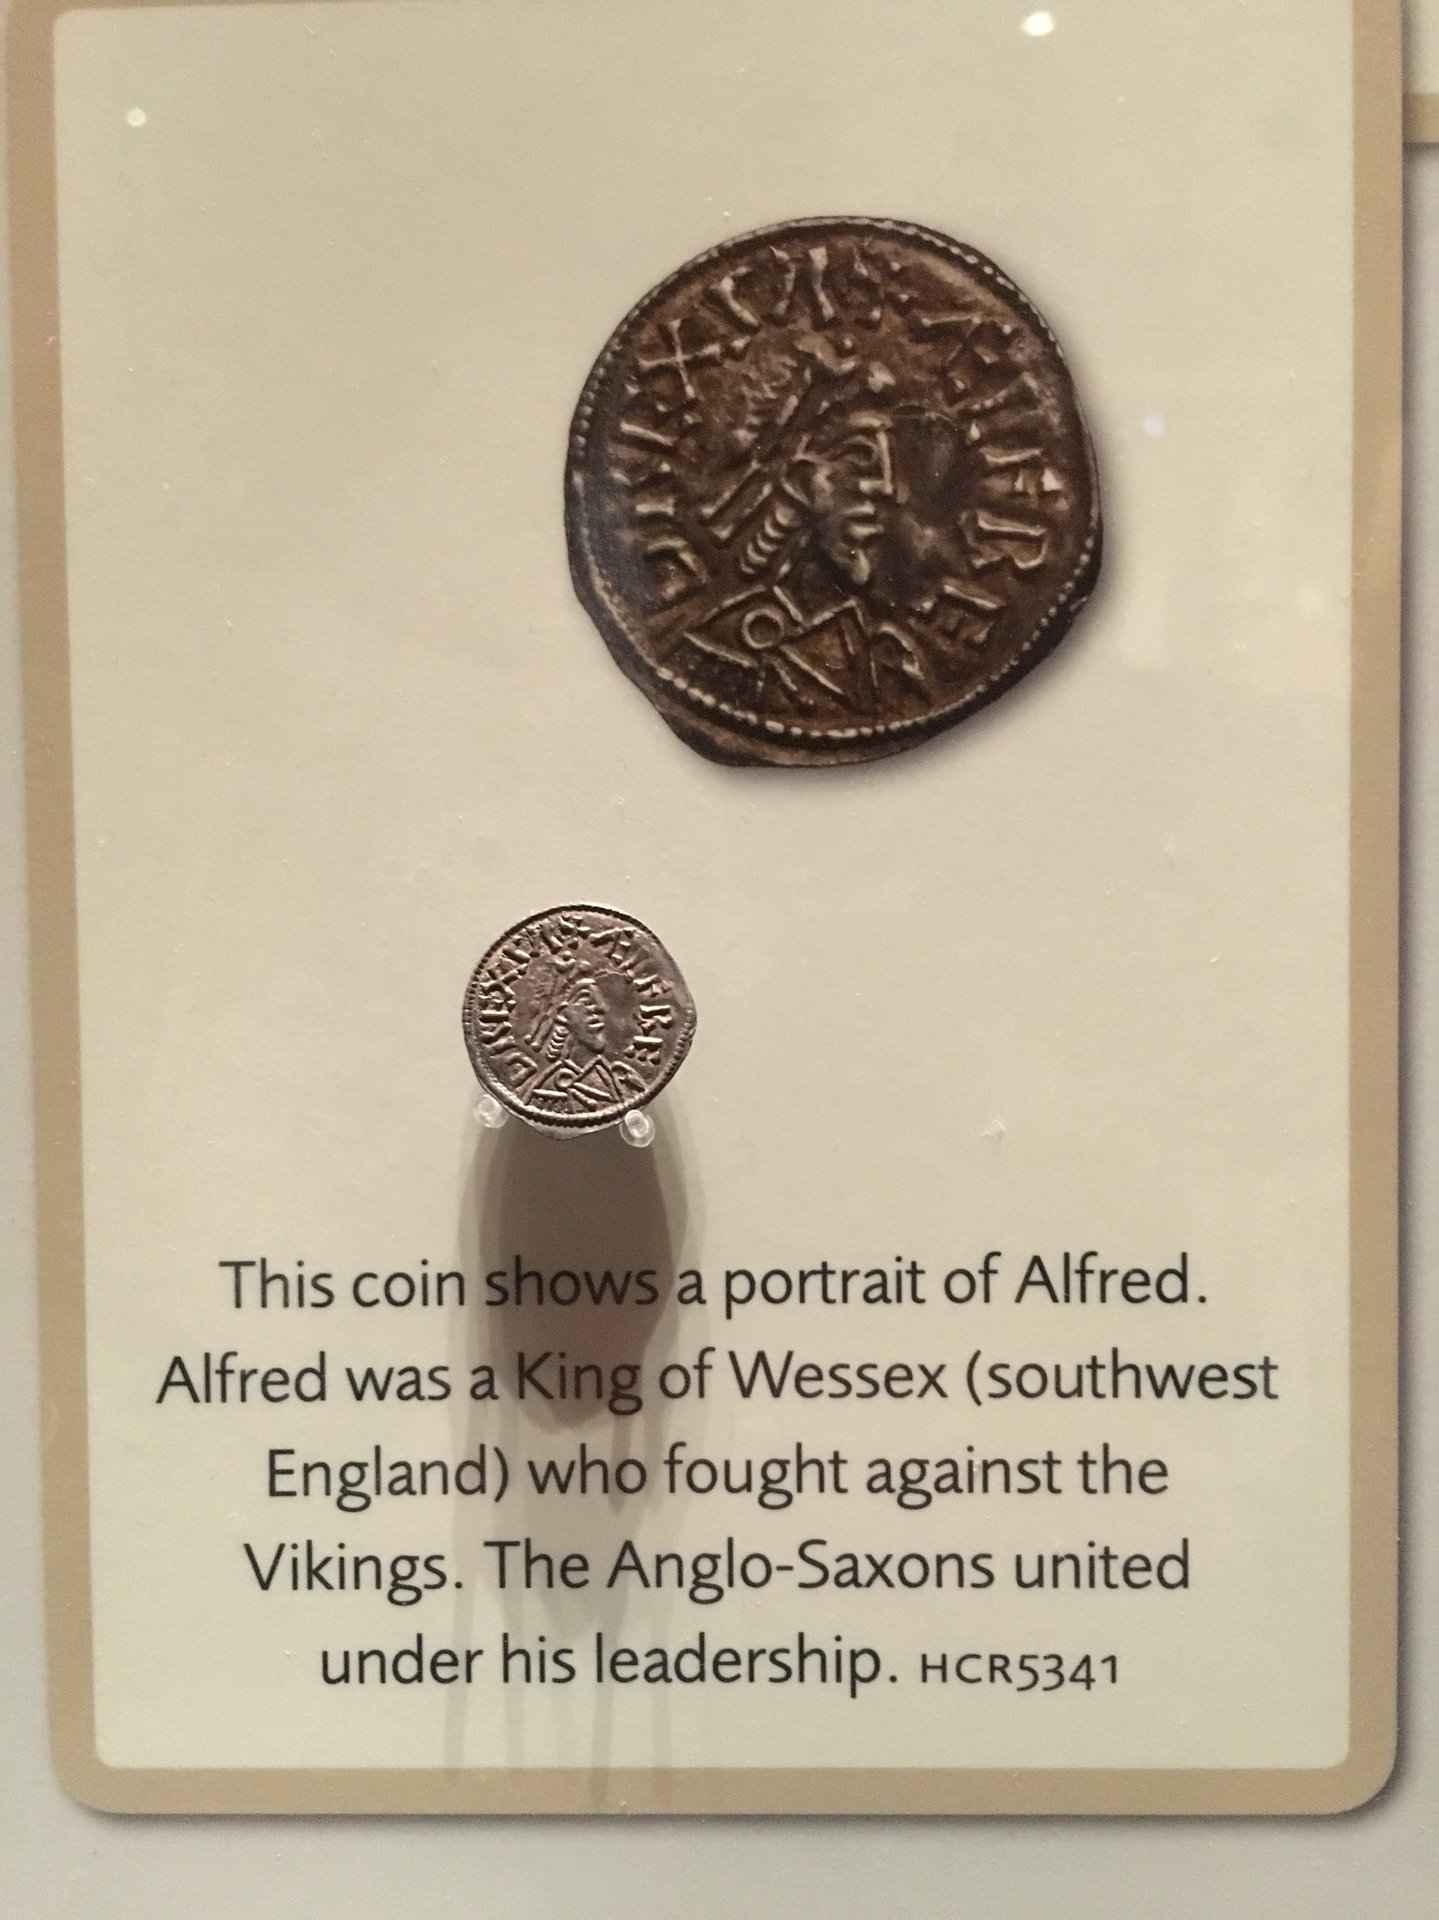 This coin shows a portrait of Alfred.
Alfred was a King of Wessex (southwest
England) who fought against the
Vikings. The Anglo-Saxons united
under his leadership. HCR5341